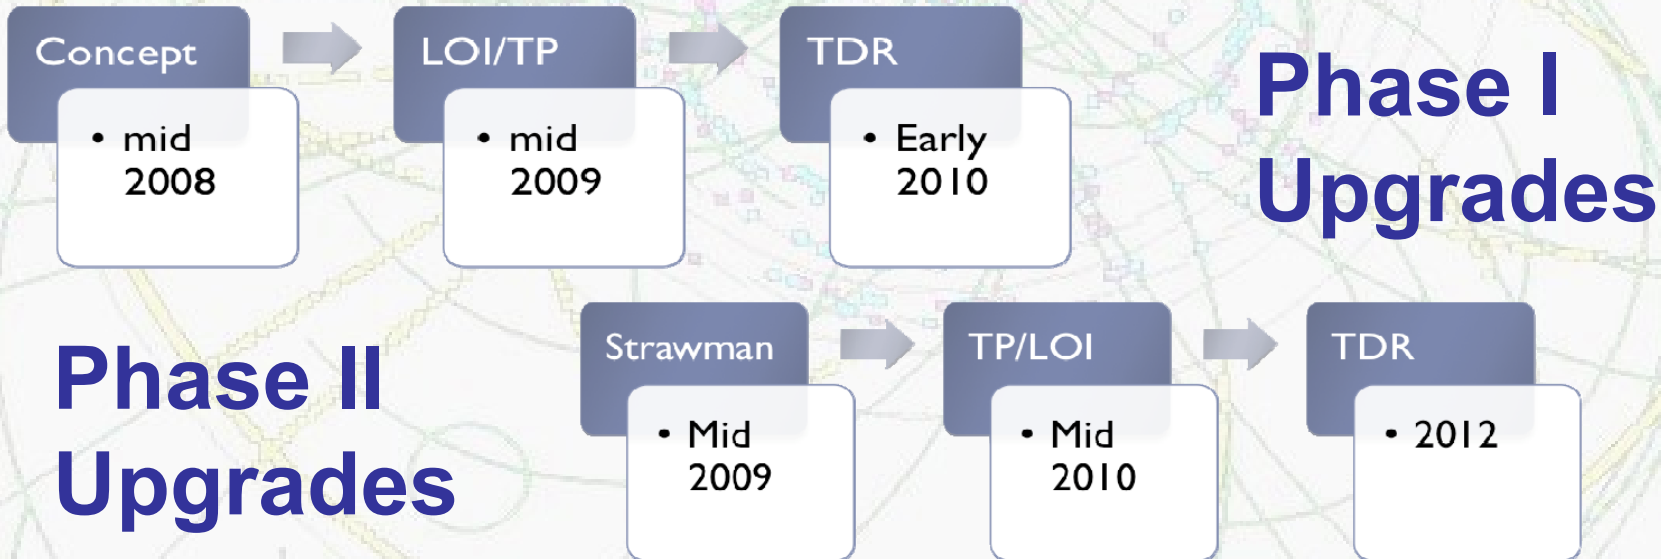 Concept
• mid
2008
LOI/TP
• mid
2009
TDR
• Early
2010
Phase I
Upgrades
Phase II
Upgrades
Strawman
• Mid
2009
TP/LOI
• Mid
2010
TDR
• 2012